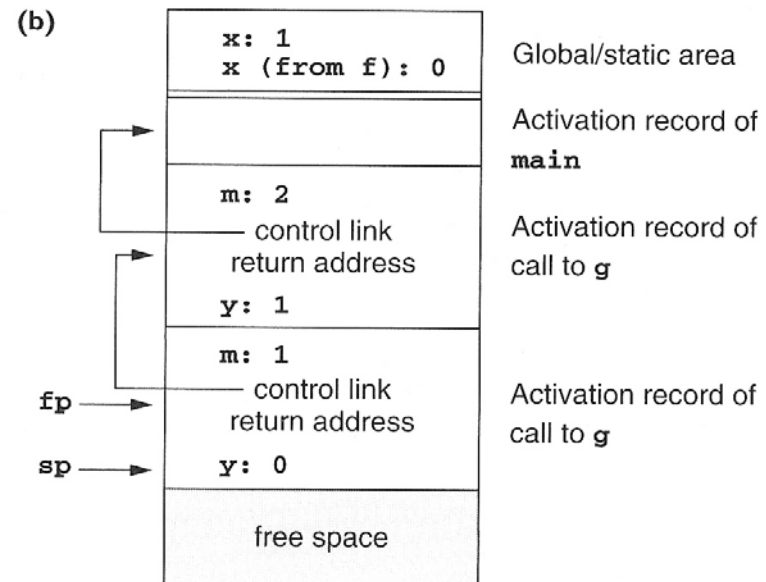 (b)
x: 1
x (from f): 0
Global/static area
Activation record of
main
m: 2
control link
return address
y: 1
Activation record of
call to g
m: 1
control link
return address
y: 0
Activation record of
call to g
fp
sp
free space